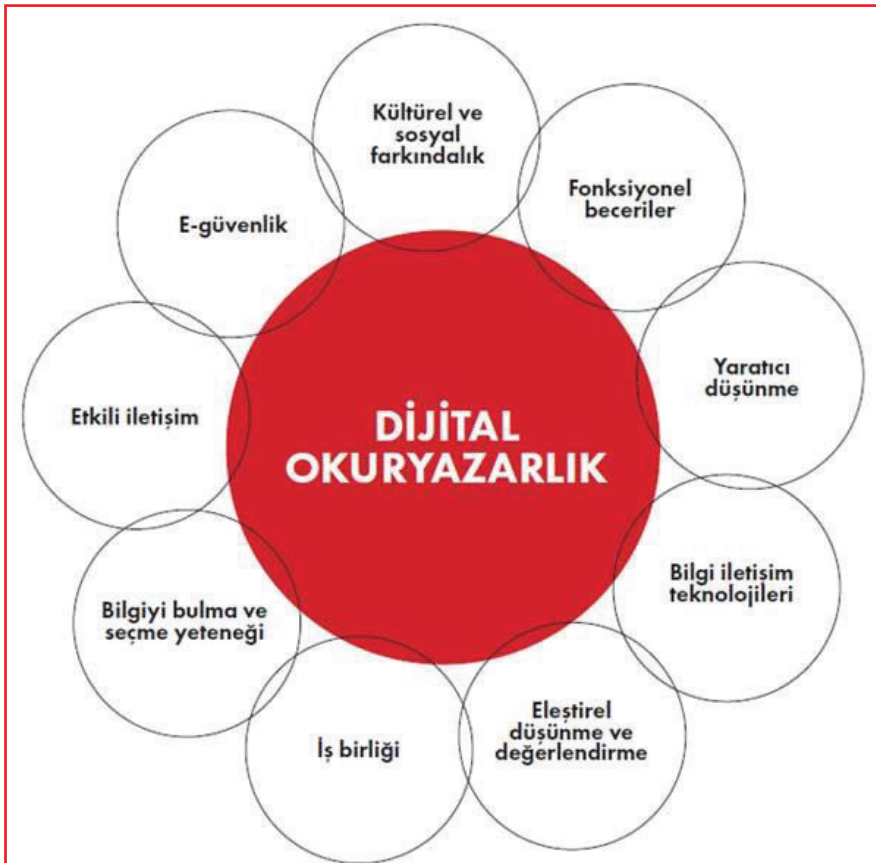 Kültürel ve
sosyal
farkındalık
Fonksiyonel
beceriler
Yaratıcı
düşünme
Bilgi iletisim
teknolojileri
Eleştirel
düşünme ve
değerlendirme
İş birliği
Bilgiyi bulma ve
seçme yeteneği
Etkili iletişim
E-güvenlik
DİJİTAL
OKURYAZARLIK